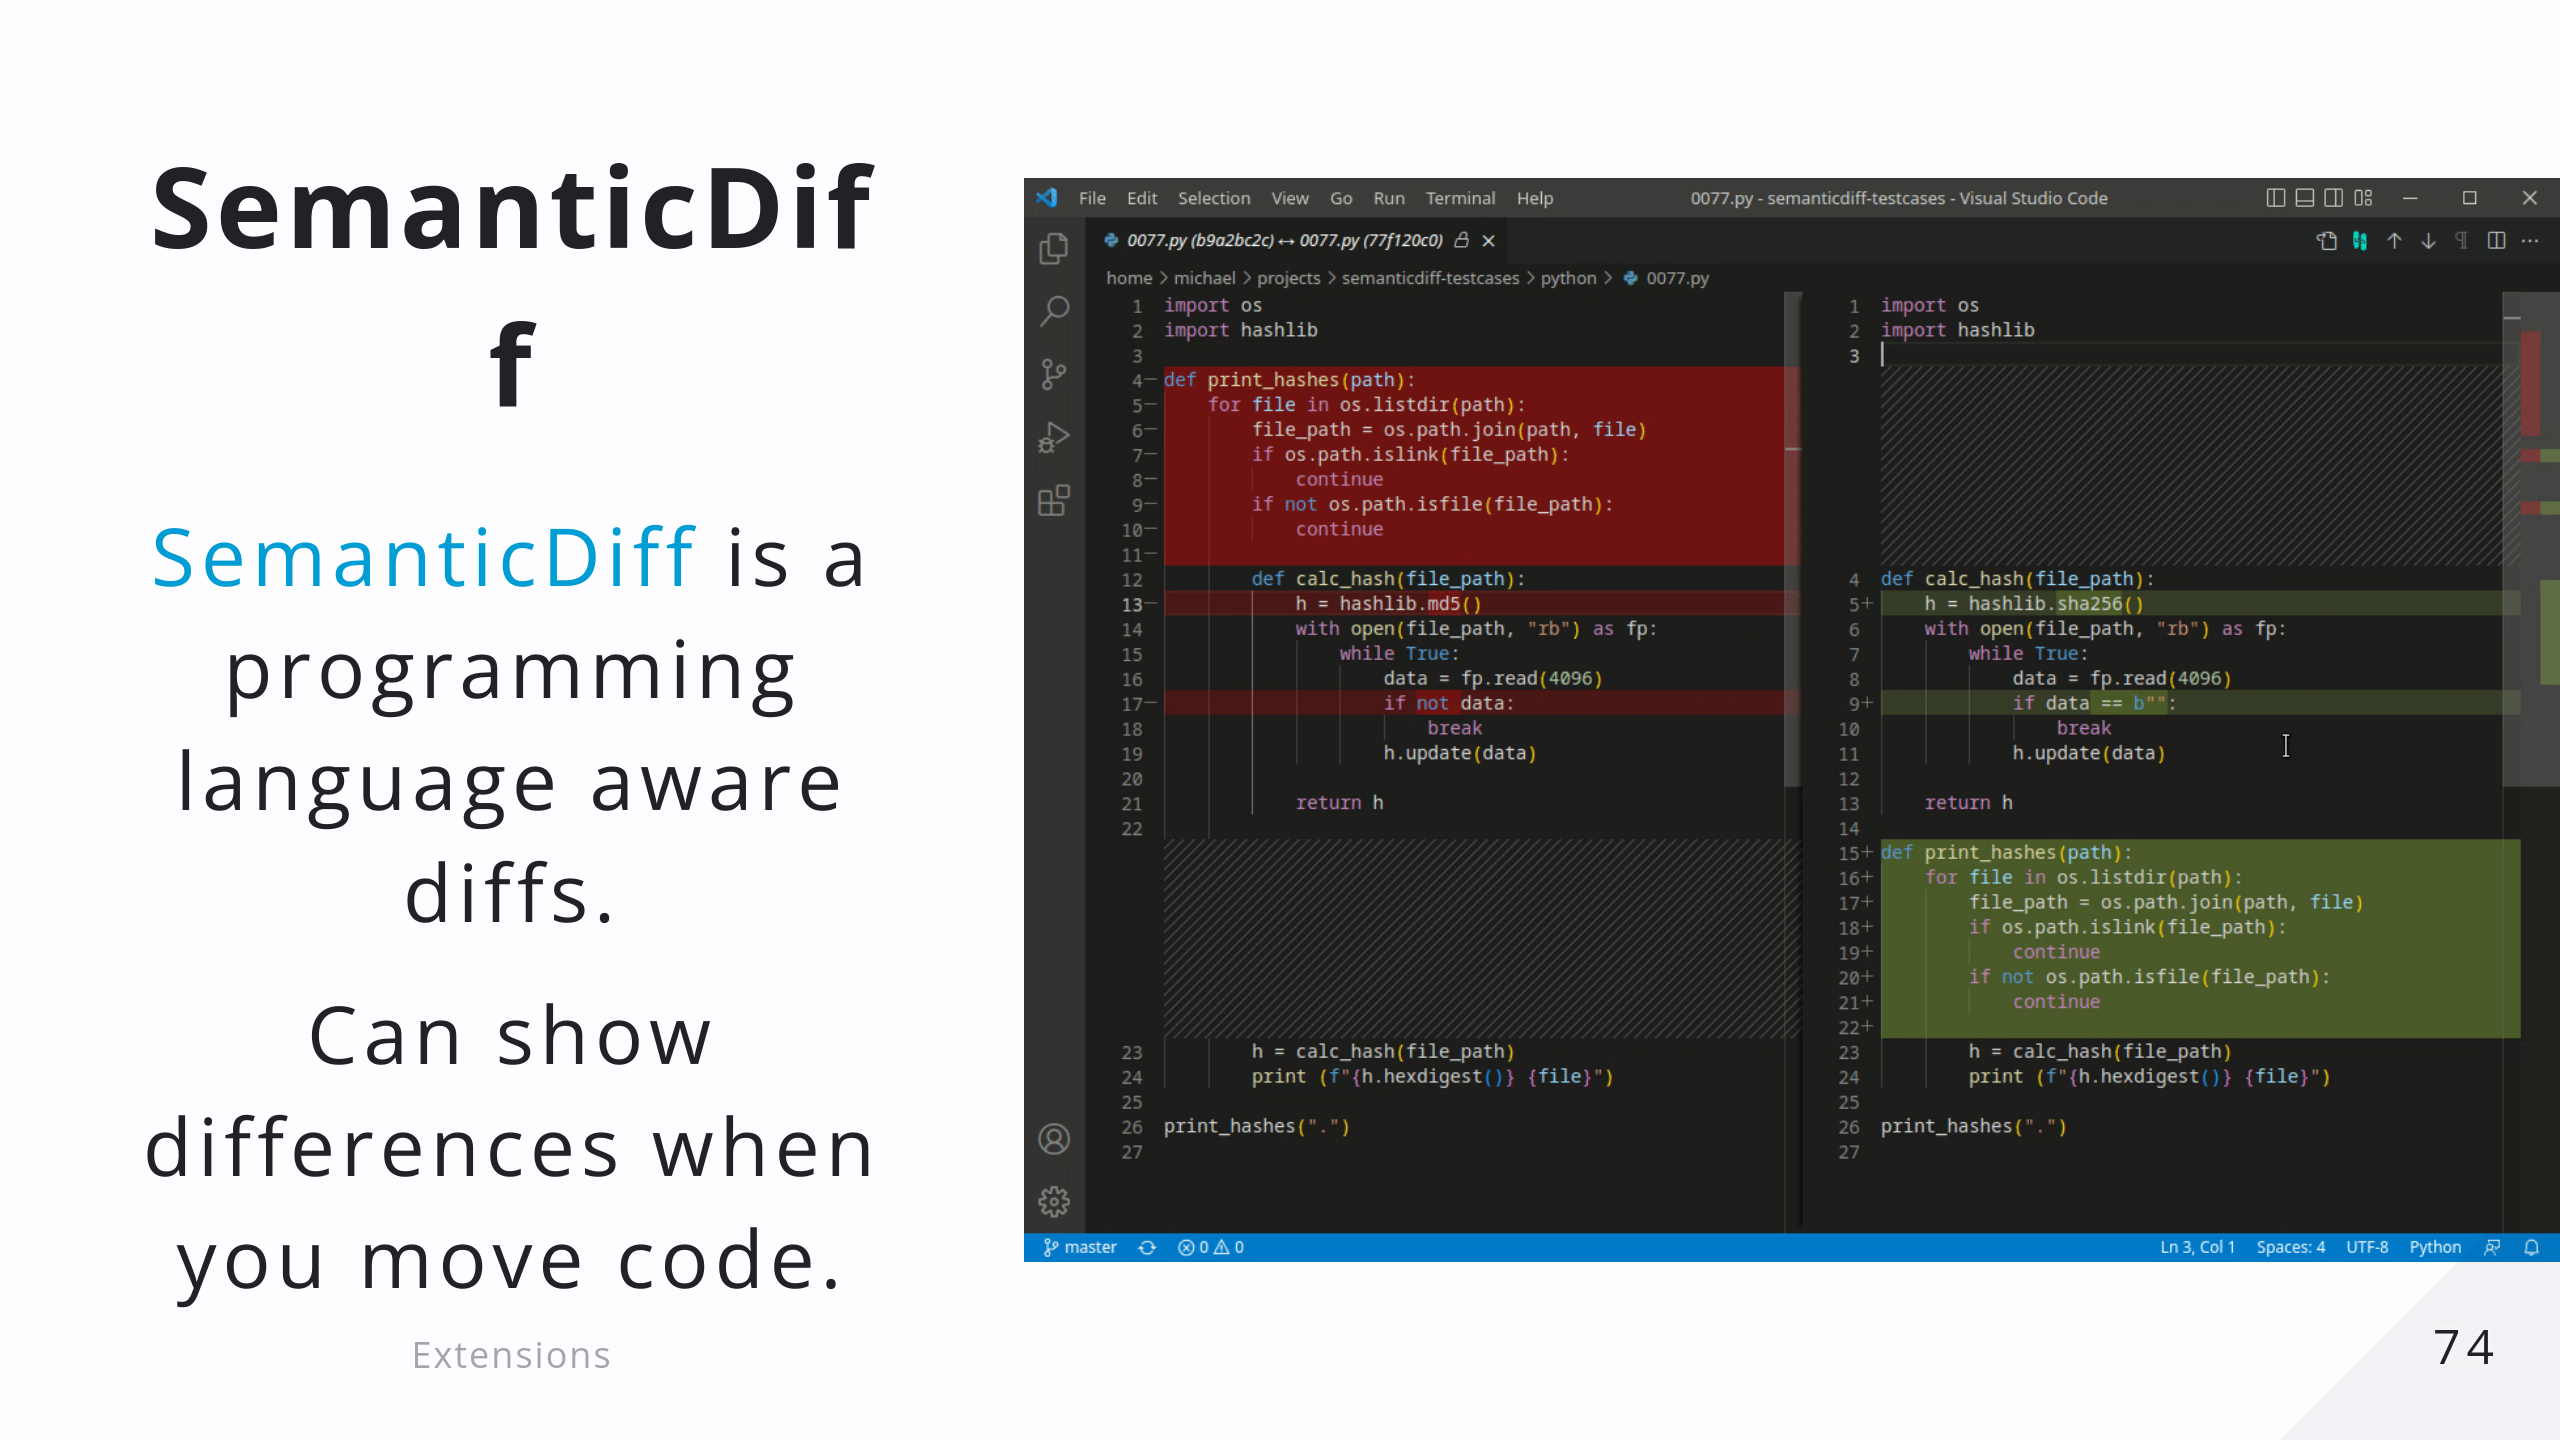 SemanticDif
f
SemanticDiff is a
programming
language aware
diffs.
Can show
differences when
you move code.
Extensions
File Edit Selection View Go Run Terminal Help 0077.py - semanticdiff-testcases - Visual Studio Code
0077.py (b9a2bc2c) ↔ 0077.py (77f120c0)
home > michael > projects > semanticdiff-testcases > python > 0077.py
1 import os
2 import hashlib
3
4— def print_hashes(path):
5—     for file in os.listdir(path):
6—         file_path = os.path.join(path, file)
7—         if os.path.islink(file_path):
8—             continue
9—         if not os.path.isfile(file_path):
10—             continue
11—
12         def calc_hash(file_path):
13—             h = hashlib.md5()
14             with open(file_path, "rb") as fp:
15                 while True:
16                     data = fp.read(4096)
17—                     if not data:
18                         break
19                     h.update(data)
20
21             return h
22
23         h = calc_hash(file_path)
24         print (f"{h.hexdigest()} {file}")
25
26 print_hashes(".")
27
1 import os
2 import hashlib
3
4 def calc_hash(file_path):
5+     h = hashlib.sha256()
6     with open(file_path, "rb") as fp:
7         while True:
8             data = fp.read(4096)
9+             if data == b"":
10                 break
11             h.update(data)
12
13     return h
14
15+ def print_hashes(path):
16+     for file in os.listdir(path):
17+         file_path = os.path.join(path, file)
18+         if os.path.islink(file_path):
19+             continue
20+         if not os.path.isfile(file_path):
21+             continue
22+
23         h = calc_hash(file_path)
24         print (f"{h.hexdigest()} {file}")
25
26 print_hashes(".")
27
master 0 0 Ln 3, Col 1 Spaces: 4 UTF-8 Python
74